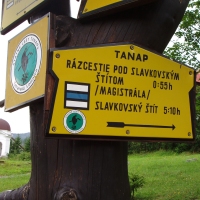 TANAP
RÁZCESTIE POD SLAVKOVSKÝM
ŠTÍTOM 0:55h
/MAGISTRÁLA/
SLAVKOVSKÝ ŠTÍT 5:10h